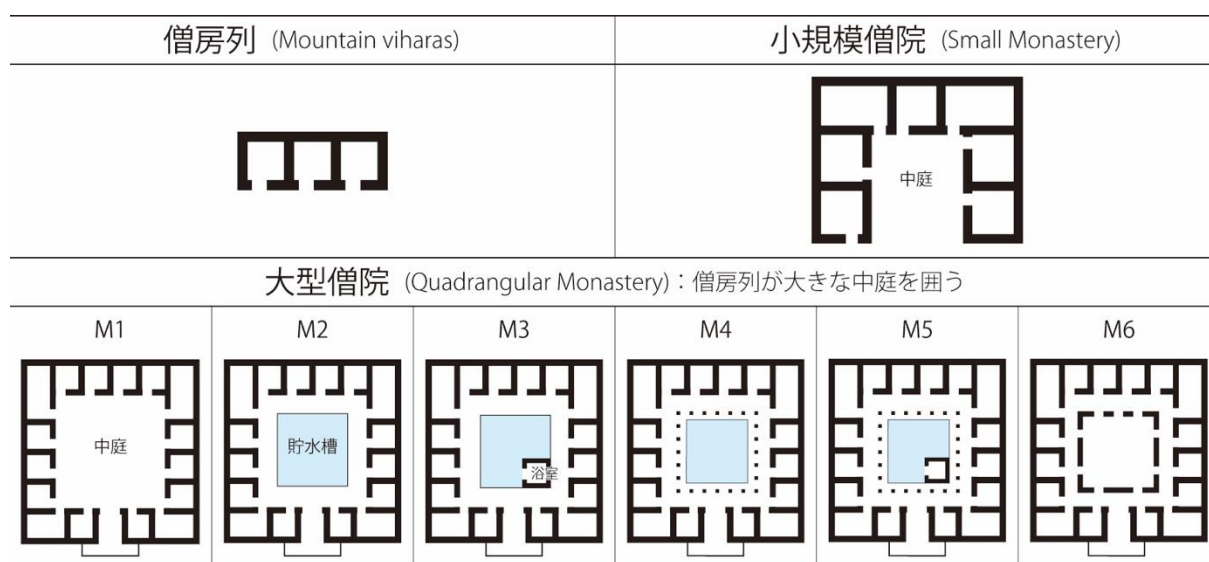 僧房列 (Mountain viharas)
小規模僧院 (Small Monastery)
中庭
大型僧院 (Quadrangular Monastery)：僧房列が大きな中庭を囲う
M1
M2
M3
M4
M5
M6
中庭
貯水槽
浴室